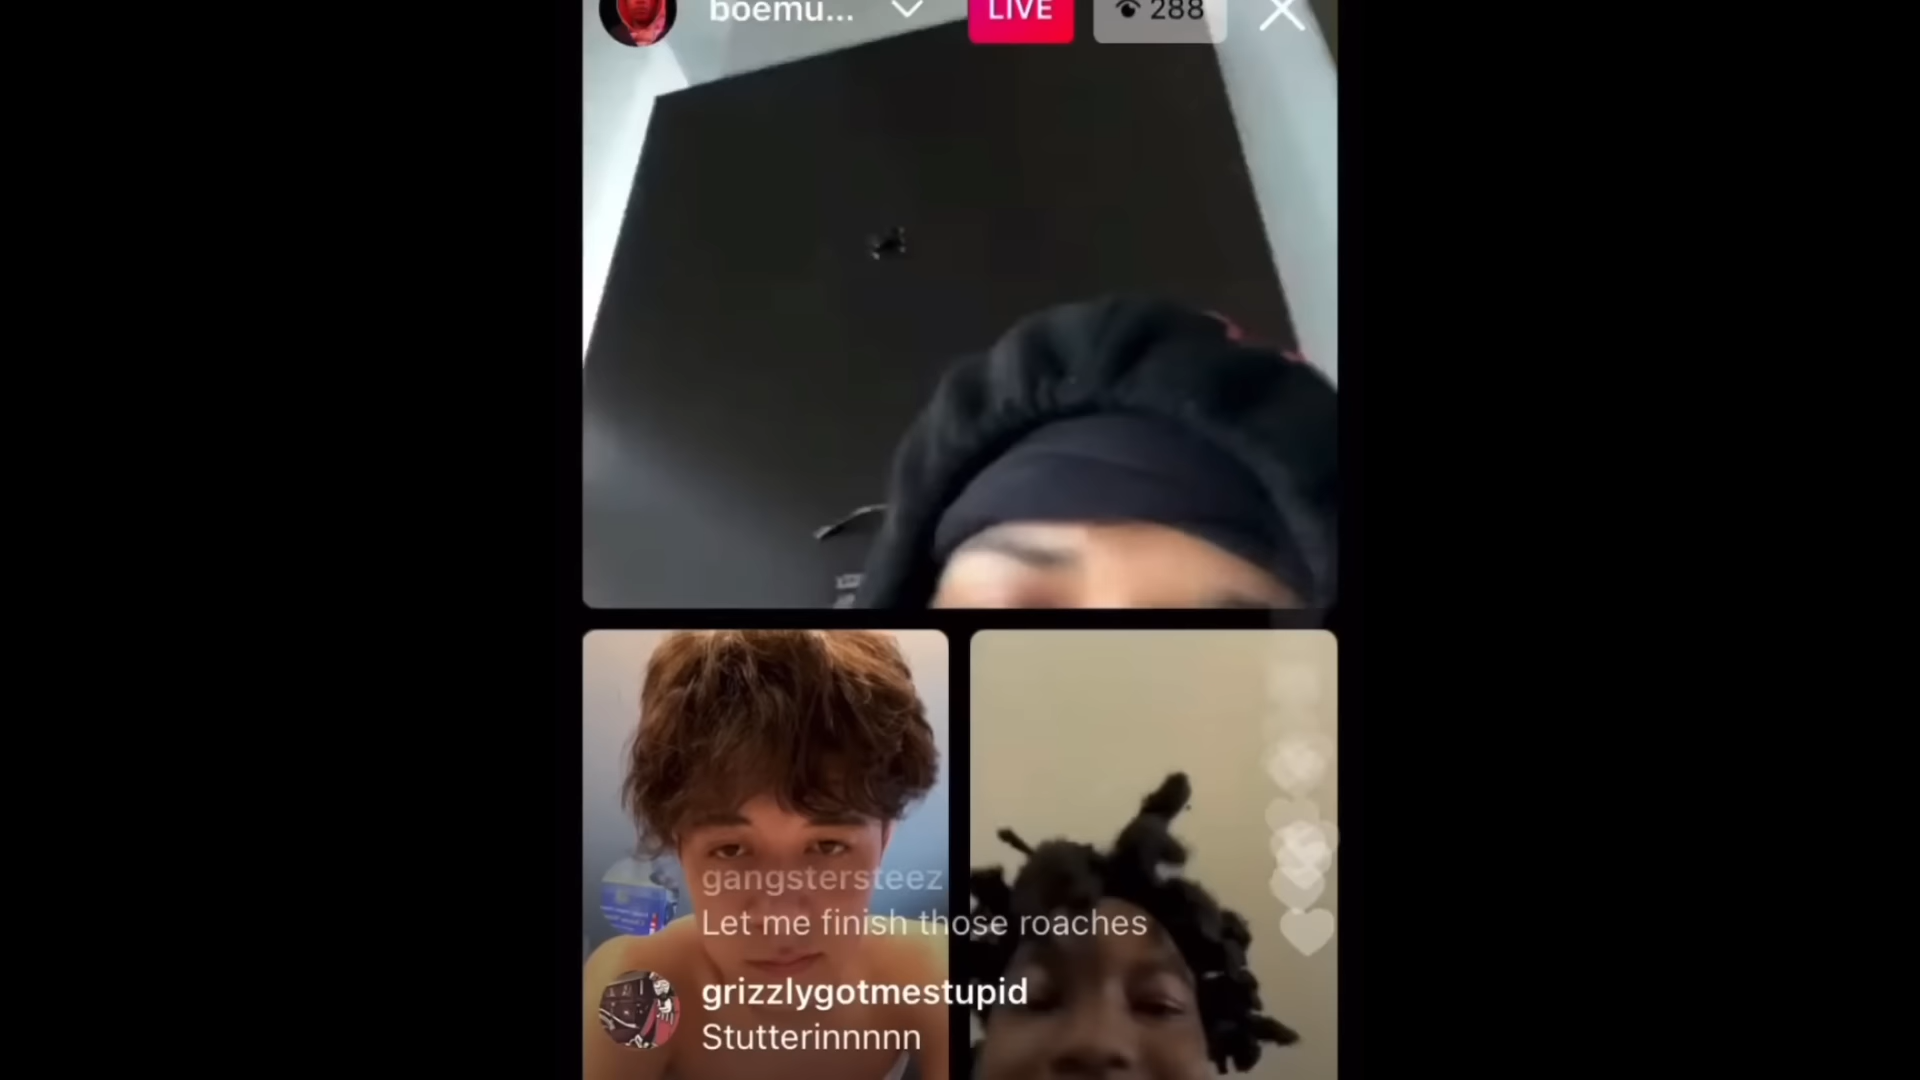 boemu...
LIVE
288
gangstersteez
Let me finish those roaches
grizzlygotmestupid
Stutterinnnnn